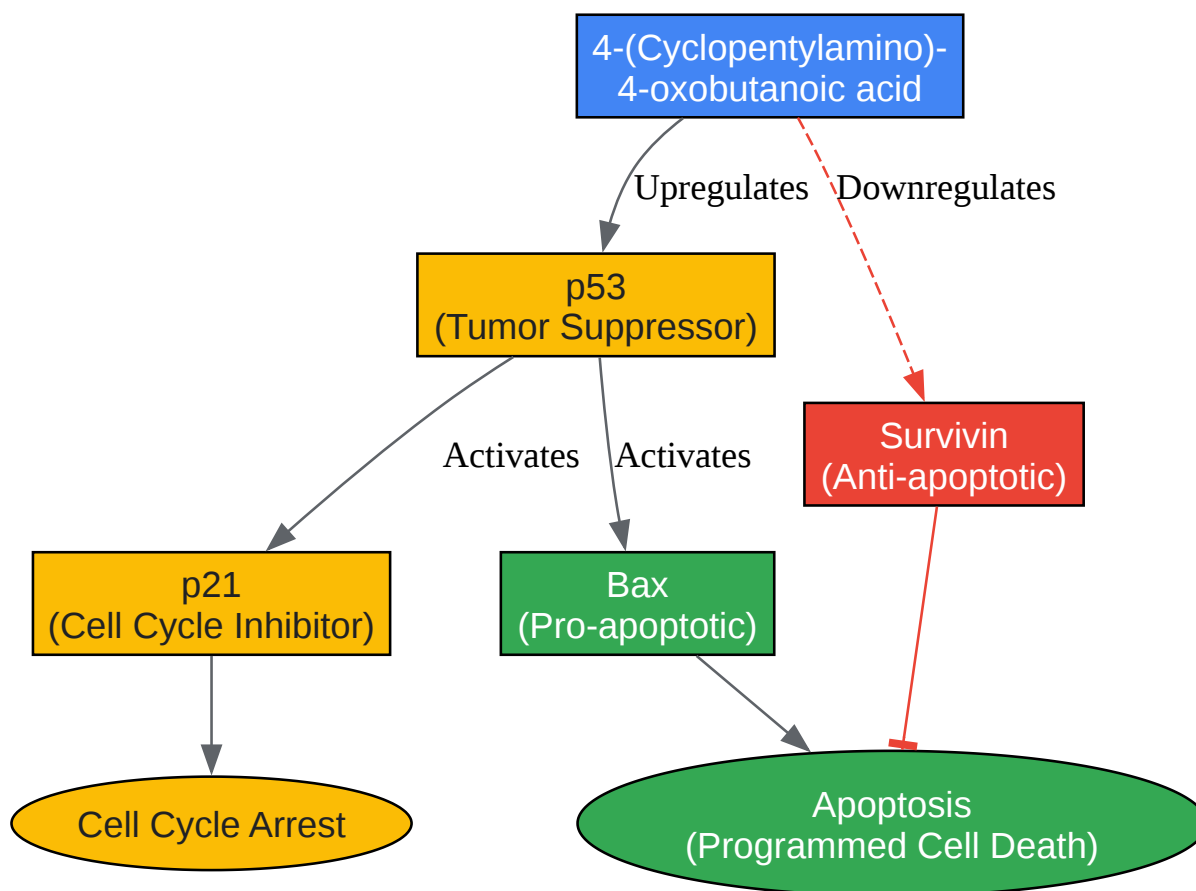 4-(Cyclopentylamino)-
4-oxobutanoic acid
Upregulates
Downregulates
p53
(Tumor Suppressor)
Survivin
(Anti-apoptotic)
Activates
Activates
p21
(Cell Cycle Inhibitor)
Bax
(Pro-apoptotic)
Cell Cycle Arrest
Apoptosis
(Programmed Cell Death)